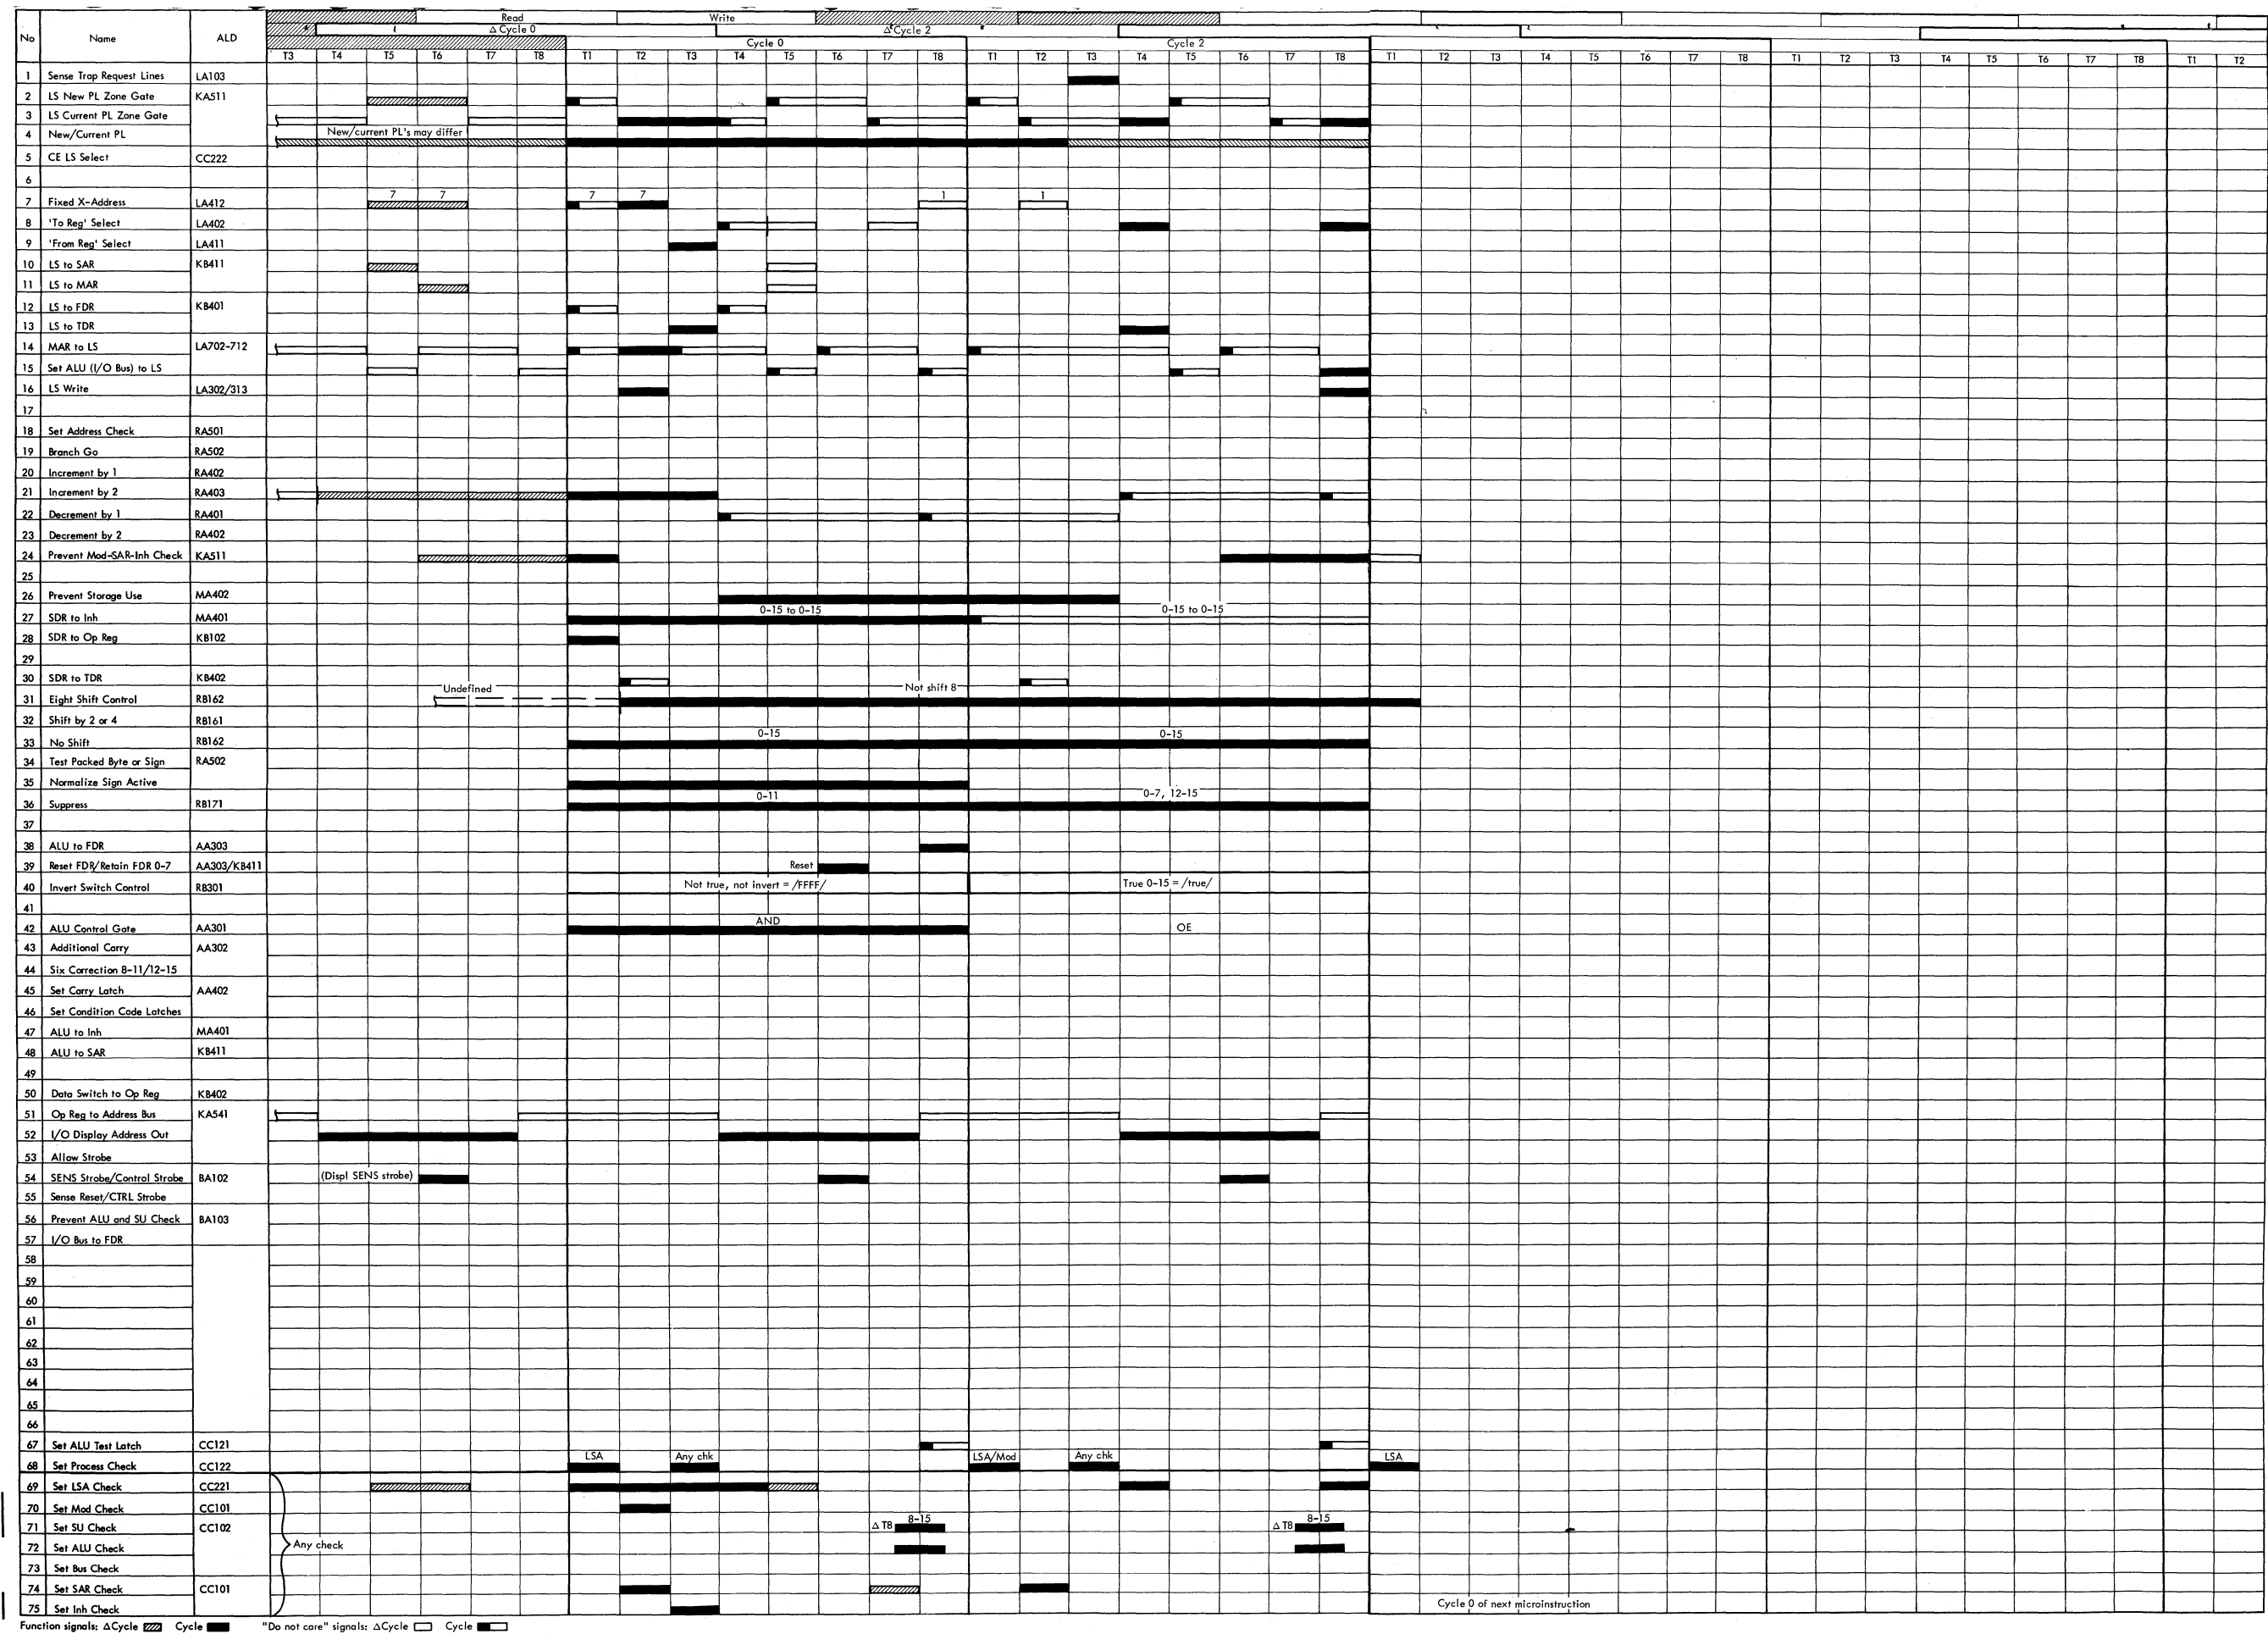 Read Write
Δ Cycle 0 Δ Cycle 2
No Name ALD Cycle 0 Cycle 2
T3 T4 T5 T6 T7 T8 T1 T2 T3 T4 T5 T6 T7 T8 T1 T2 T3 T4 T5 T6 T7 T8 T1 T2 T3 T4 T5 T6 T7 T8 T1 T2 T3 T4 T5 T6 T7 T8 T1 T2
1 Sense Trap Request Lines LA103
2 LS New PL Zone Gate KA511
3 LS Current PL Zone Gate
4 New/Current PL New/current PL's may differ
5 CE LS Select CC222
6
7 7 7 7 1 1
7 Fixed X-Address LA412
8 'To Reg' Select LA402
9 'From Reg' Select LA411
10 LS to SAR KB411
11 LS to MAR
12 LS to FDR KB401
13 LS to TDR
14 MAR to LS LA702-712
15 Set ALU (I/O Bus) to LS
16 LS Write LA302/313
17
18 Set Address Check RA501
19 Branch Go RA502
20 Increment by 1 RA402
21 Increment by 2 RA403
22 Decrement by 1 RA401
23 Decrement by 2 RA402
24 Prevent Mod-SAR-Inh Check KA511
25
26 Prevent Storage Use MA402
0-15 to 0-15 0-15 to 0-15
27 SDR to Inh MA401
28 SDR to Op Reg KB102
29
30 SDR to TDR KB402
Undefined Not shift 8
31 Eight Shift Control RB162
32 Shift by 2 or 4 RB161
0-15 0-15
33 No Shift RB162
34 Test Packed Byte or Sign RA502
35 Normalize Sign Active
0-11 0-7, 12-15
36 Suppress RB171
37
38 ALU to FDR AA303
39 Reset FDR/Retain FDR 0-7 AA303/KB411 Reset
40 Invert Switch Control RB301 Not true, not invert = /FFFF/ True 0-15 = /true/
41
AND
42 ALU Control Gate AA301 OE
43 Additional Carry AA302
44 Six Correction 8-11/12-15
45 Set Carry Latch AA402
46 Set Condition Code Latches
47 ALU to Inh MA401
48 ALU to SAR KB411
49
50 Data Switch to Op Reg KB402
51 Op Reg to Address Bus KA541
52 I/O Display Address Out
53 Allow Strobe
54 SENS Strobe/Control Strobe BA102 (Displ SENS strobe)
55 Sense Reset/CTRL Strobe
56 Prevent ALU and SU Check BA103
57 I/O Bus to FDR
58
59
60
61
62
63
64
65
66
67 Set ALU Test Latch CC121
LSA Any chk LSA/Mod Any chk LSA
68 Set Process Check CC122
69 Set LSA Check CC221
70 Set Mod Check CC101
8-15 8-15
71 Set SU Check CC102 Δ T8 Δ T8
72 Set ALU Check Any check
73 Set Bus Check
74 Set SAR Check CC101
75 Set Inh Check Cycle 0 of next microinstruction
Function signals: ΔCycle Cycle "Do not care" signals: ΔCycle Cycle